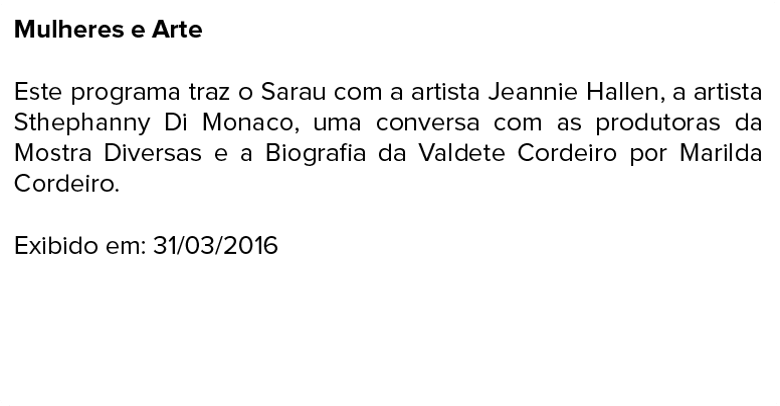 Mulheres e Arte
Este programa traz o Sarau com a artista Jeannie Hallen, a artista
Sthephanny Di Monaco, uma conversa com as produtoras da
Mostra Diversas e a Biografia da Valdete Cordeiro por Marilda
Cordeiro.
Exibido em: 31/03/2016